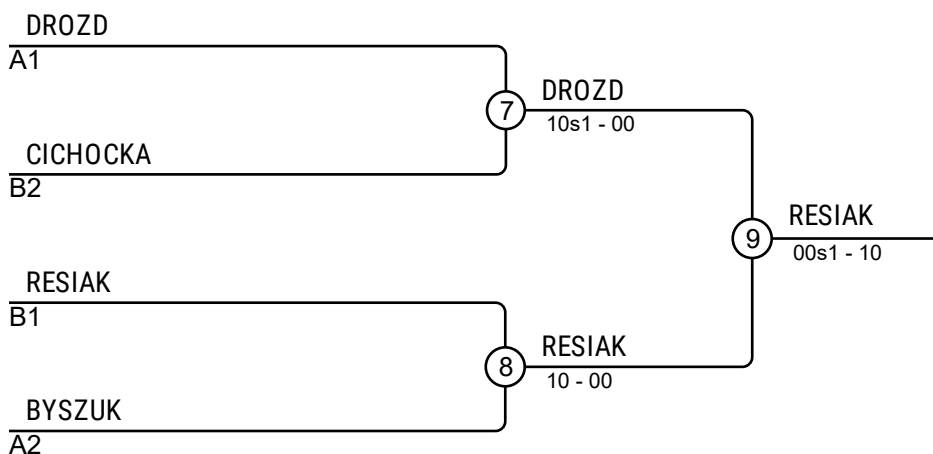 DROZD
A1
7
DROZD
10s1 - 00
CICHOCKA
B2
9
RESIAK
00s1 - 10
RESIAK
B1
8
RESIAK
10 - 00
BYSZUK
A2